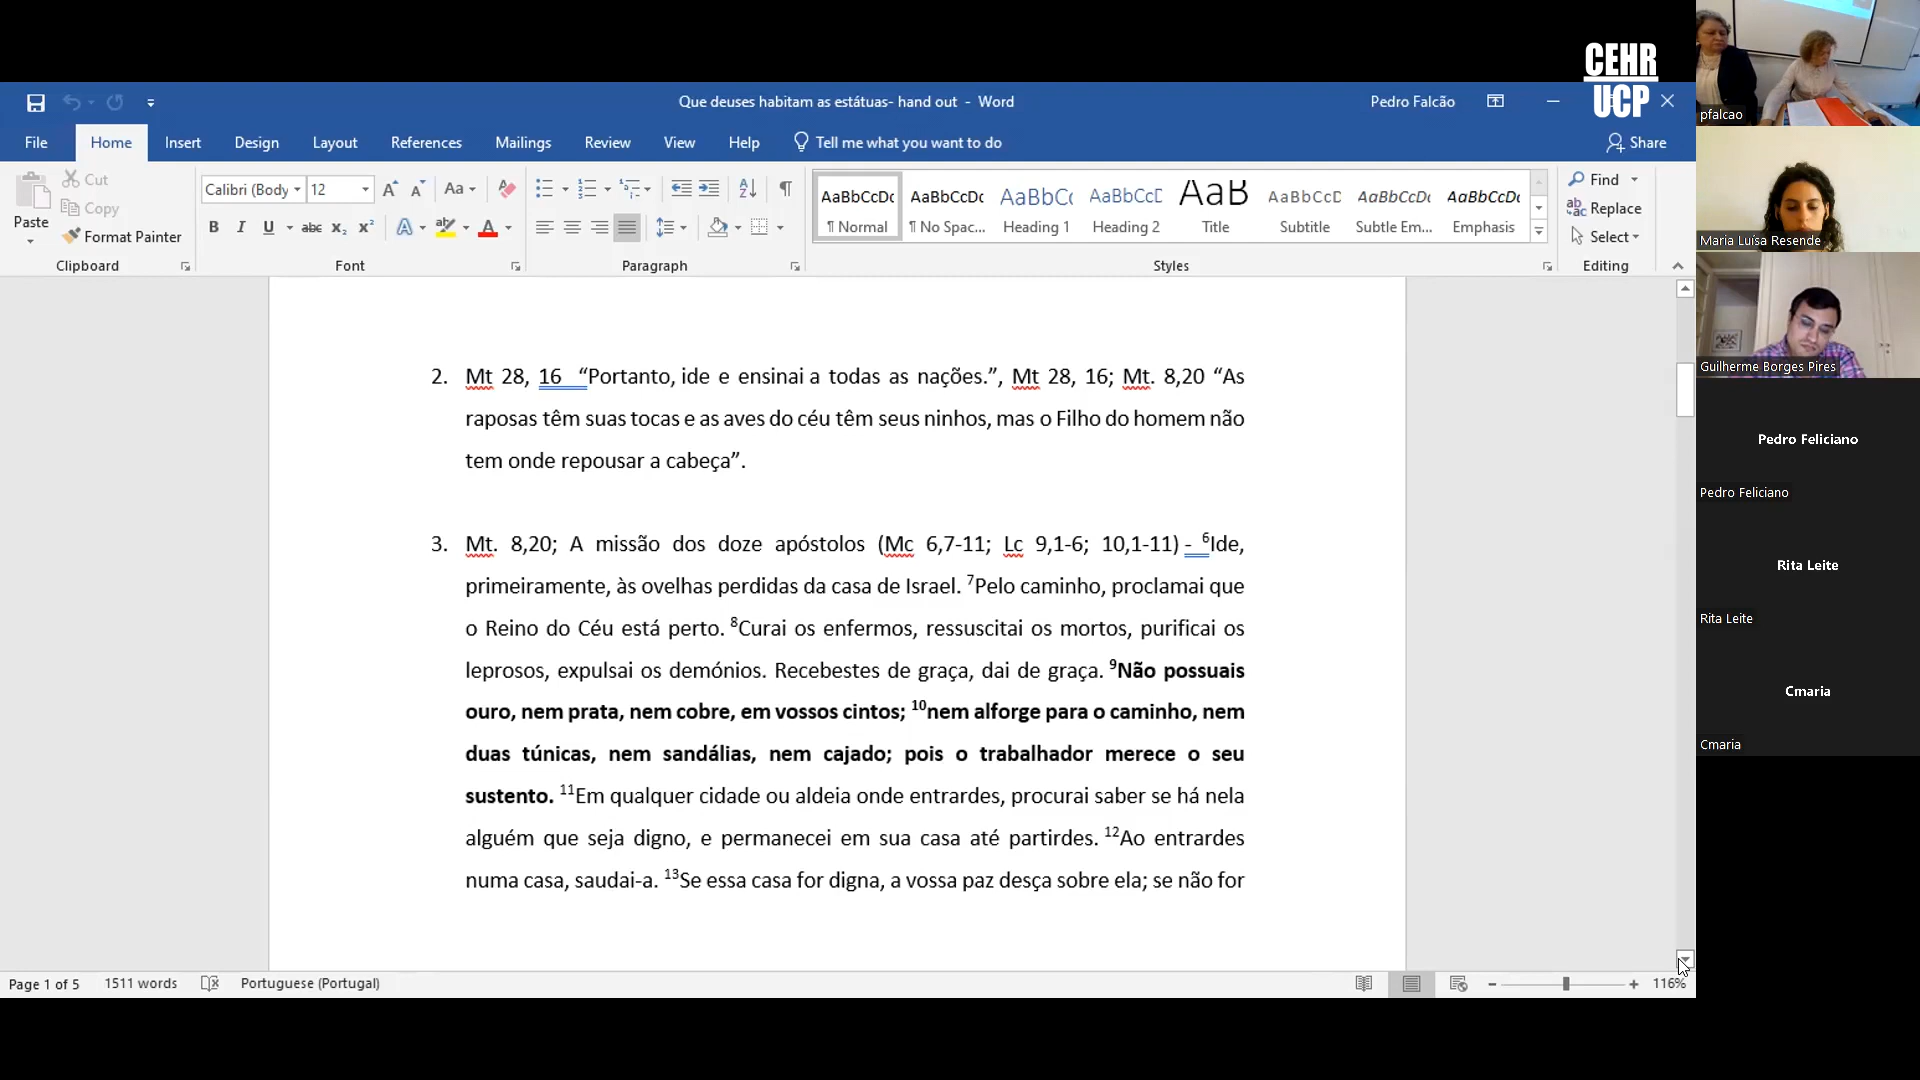 CEHR
UCP
Que deuses habitam as estátuas- hand out - Word
Pedro Falcão
File Home Insert Design Layout References Mailings Review View Help Tell me what you want to do Share
Paste
Cut
Copy
Format Painter
Clipboard
Calibri (Body 12
Font
Paragraph
AaBbCcDc AaBbCcDc AaBbCc AaBbCcD AaB AaBbCcD AaBbCcDc AaBbCcDc
¶ Normal ¶ No Spac... Heading 1 Heading 2 Title Subtitle Subtle Em... Emphasis
Styles
Find
Replace
Select
Editing
2. Mt 28, 16 “Portanto, ide e ensinai a todas as nações.”, Mt 28, 16; Mt. 8,20 “As
raposas têm suas tocas e as aves do céu têm seus ninhos, mas o Filho do homem não
tem onde repousar a cabeça”.
3. Mt. 8,20; A missão dos doze apóstolos (Mc 6,7-11; Lc 9,1-6; 10,1-11) - ⁶Ide,
primeiramente, às ovelhas perdidas da casa de Israel. ⁷Pelo caminho, proclamai que
o Reino do Céu está perto. ⁸Curai os enfermos, ressuscitai os mortos, purificai os
leprosos, expulsai os demónios. Recebestes de graça, dai de graça. ⁹Não possuais
ouro, nem prata, nem cobre, em vossos cintos; ¹⁰nem alforge para o caminho, nem
duas túnicas, nem sandálias, nem cajado; pois o trabalhador merece o seu
sustento. ¹¹Em qualquer cidade ou aldeia onde entrardes, procurai saber se há nela
alguém que seja digno, e permanecei em sua casa até partirdes. ¹²Ao entrardes
numa casa, saudai-a. ¹³Se essa casa for digna, a vossa paz desça sobre ela; se não for
Page 1 of 5 1511 words Portuguese (Portugal) 116%
pfalcao
Maria Luísa Resende
Guilherme Borges Pires
Pedro Feliciano
Pedro Feliciano
Rita Leite
Rita Leite
Cmaria
Cmaria